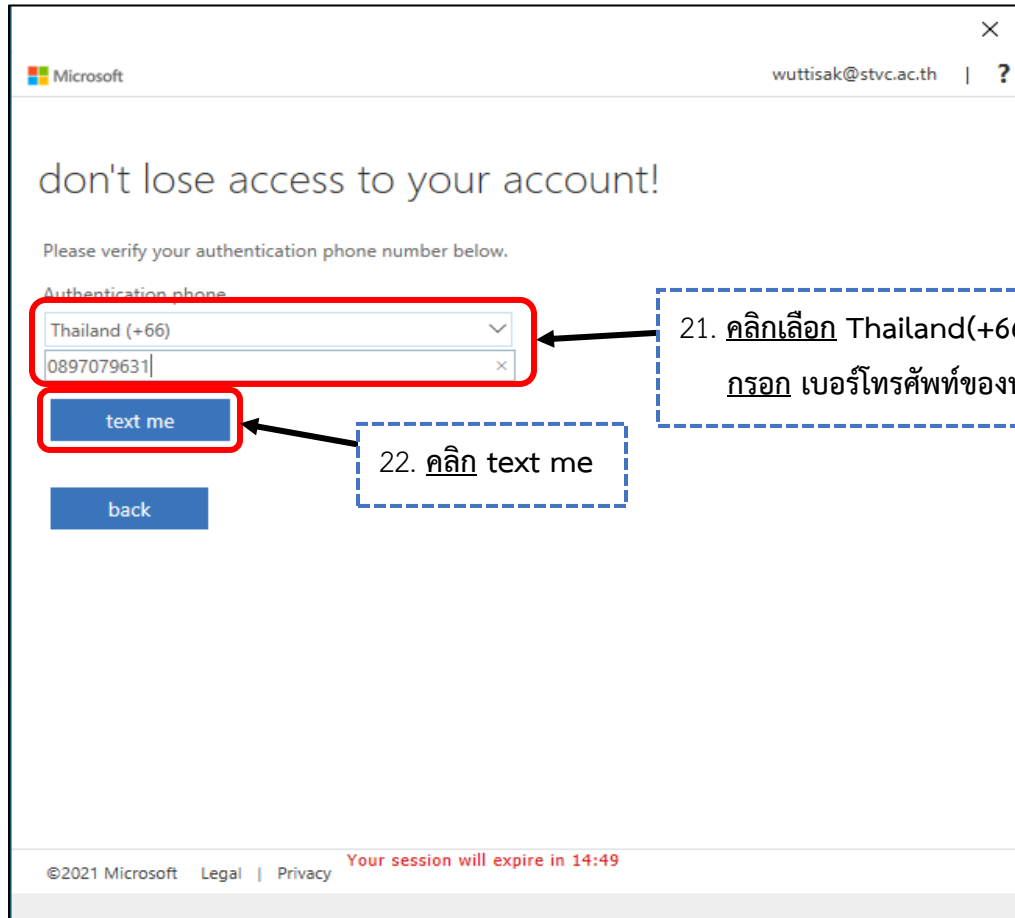 Microsoft
wuttisak@stvc.ac.th | ?
don't lose access to your account!
Please verify your authentication phone number below.
Authentication phone
Thailand (+66)
0897079631
21. คลิกเลือก Thailand(+6
กรอก เบอร์โทรศัพท์ของ
text me
22. คลิก text me
back
Your session will expire in 14:49
©2021 Microsoft Legal | Privacy